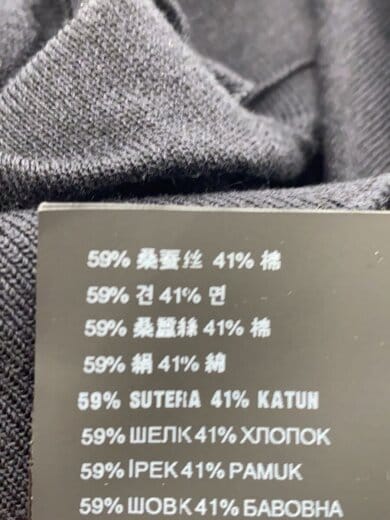 59% 桑蚕丝 41% 棉
59% 견 41% 면
59% 桑蠶絲 41% 棉
59% 絹 41% 綿
59% SUTERA 41% KATUN
59% ШЕЛК 41% ХЛОПОК
59% İPEK 41% PAMUK
59% ШОВК 41% БАВОВНА